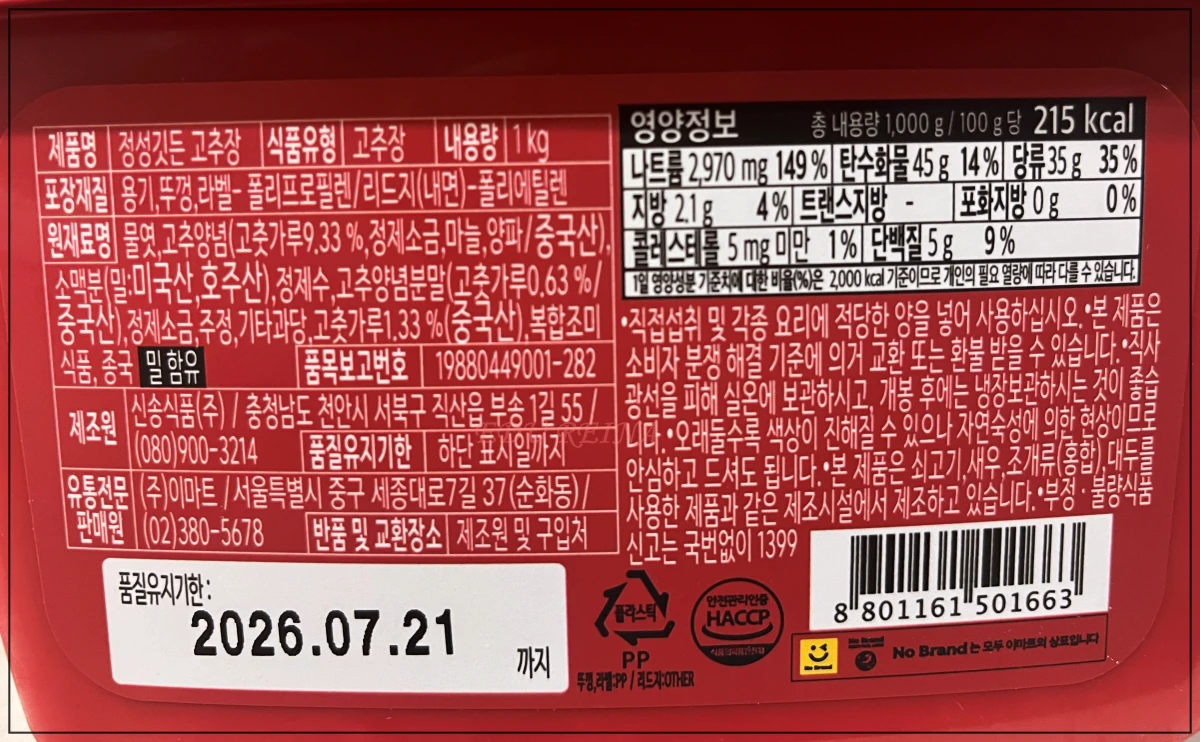 제품명 정성깃든 고추장 식품유형 고추장 내용량 1 kg
포장재질 용기,뚜껑,라벨- 폴리프로필렌/리드지(내면)-폴리에틸렌
원재료명 물엿,고추양념(고춧가루9.33 %,정제소금,마늘,양파/중국산),
소맥분(밀:미국산,호주산),정제수,고추양념분말(고춧가루0.63 %/
중국산),정제소금,주정,기타과당,고춧가루1.33 %(중국산),복합조미
식품, 종국 밀 함유 품목보고번호 19880449001-282
제조원 신송식품(주) / 충청남도 천안시 서북구 직산읍 부송1길 55 /
(080)900-3214 품질유지기한 하단 표시일까지
유통전문판매원 (주)이마트 / 서울특별시 중구 세종대로7길 37(순화동) /
(02)380-5678 반품 및 교환장소 제조원 및 구입처
품질유지기한:
2026.07.21
까지
영양정보 총 내용량 1,000 g / 100 g 당 215 kcal
나트륨 2,970 mg 149 % 탄수화물 45 g 14 % 당류 35 g 35 %
지방 2.1 g 4 % 트랜스지방 - 포화지방 0 g 0 %
콜레스테롤 5 mg 미만 1 % 단백질 5 g 9 %
1일 영양성분 기준치에 대한 비율(%)은 2,000 kcal 기준이므로 개인의 필요 열량에 따라 다를 수 있습니다.
•직접섭취 및 각종 요리에 적당한 양을 넣어 사용하십시오. •본 제품은
소비자 분쟁 해결 기준에 의거 교환 또는 환불 받을 수 있습니다. •직사
광선을 피해 실온에 보관하시고, 개봉 후에는 냉장보관하시는 것이 좋습
니다. •오래둘수록 색상이 진해질 수 있으나 자연숙성에 의한 현상이므로
안심하고 드셔도 됩니다. •본 제품은 쇠고기,새우,조개류(홍합),대두를
사용한 제품과 같은 제조시설에서 제조하고 있습니다. •부정·불량식품
신고는 국번없이 1399
플라스틱
PP
뚜껑,라벨:PP / 리드지:OTHER
안전관리인증
HACCP
식품의약품안전처
8 801161 501663
No Brand
No Brand 는 모두 이마트의 상표입니다